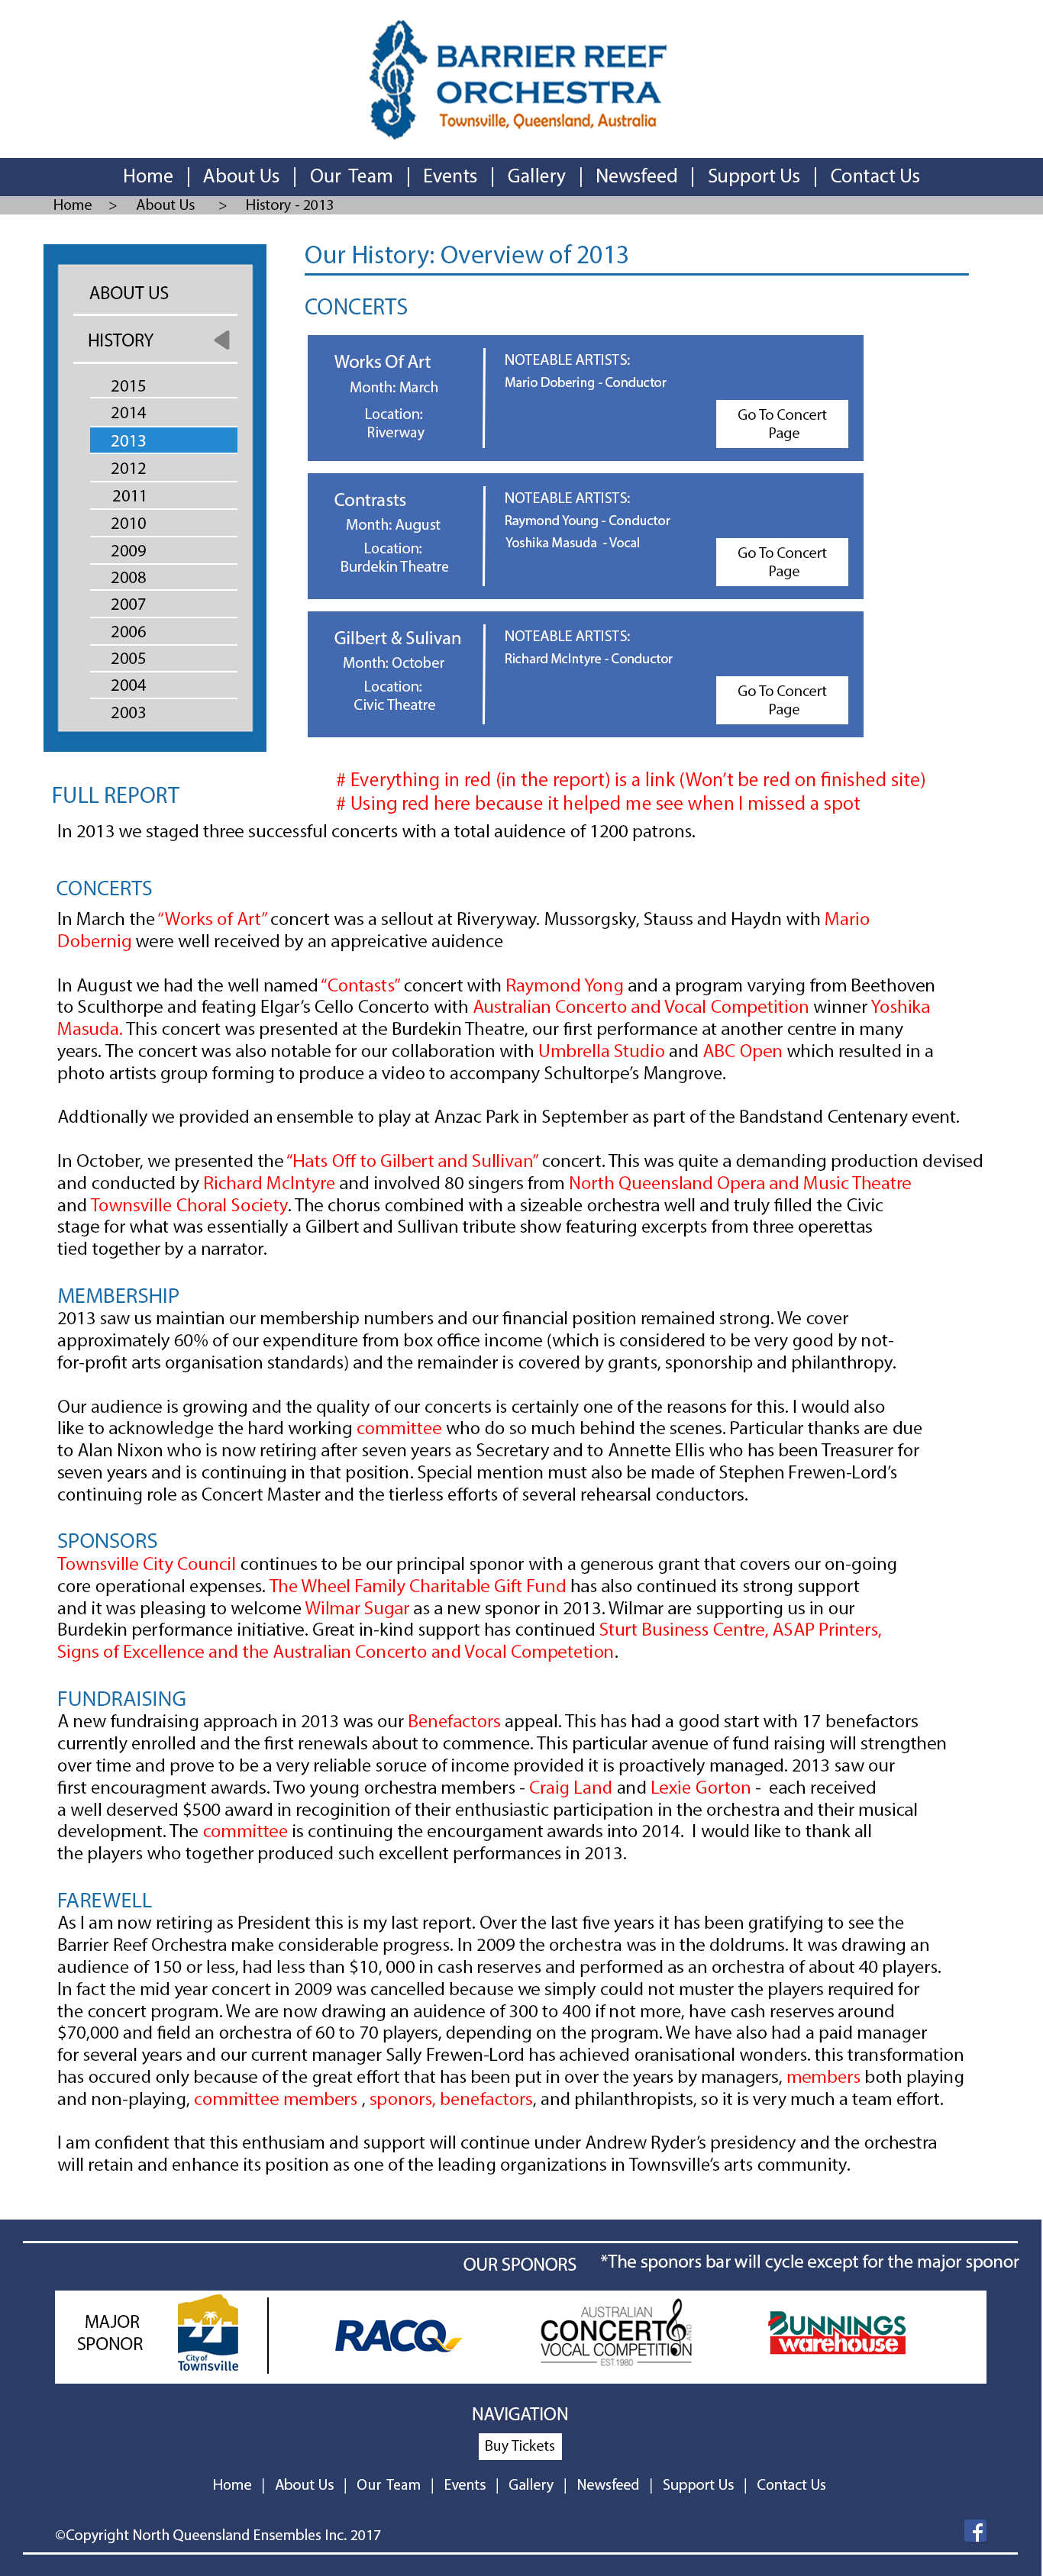 BARRIER REEF
ORCHESTRA
Townsville, Queensland, Australia
Home | About Us | Our Team | Events | Gallery | Newsfeed | Support Us | Contact Us
Home > About Us > History - 2013
ABOUT US
HISTORY
2015
2014
2013
2012
2011
2010
2009
2008
2007
2006
2005
2004
2003
Our History: Overview of 2013
CONCERTS
Works Of Art
Month: March
Location:
Riverway
NOTEABLE ARTISTS:
Mario Dobering - Conductor
Go To Concert
Page
Contrasts
Month: August
Location:
Burdekin Theatre
NOTEABLE ARTISTS:
Raymond Young - Conductor
Yoshika Masuda - Vocal
Go To Concert
Page
Gilbert & Sulivan
Month: October
Location:
Civic Theatre
NOTEABLE ARTISTS:
Richard McIntyre - Conductor
Go To Concert
Page
# Everything in red (in the report) is a link (Won't be red on finished site)
# Using red here because it helped me see when I missed a spot
FULL REPORT
In 2013 we staged three successful concerts with a total auidence of 1200 patrons.
CONCERTS
In March the “Works of Art” concert was a sellout at Riveryway. Mussorgsky, Stauss and Haydn with Mario
Dobernig were well received by an appreicative auidence
In August we had the well named “Contasts” concert with Raymond Yong and a program varying from Beethoven
to Sculthorpe and feating Elgar’s Cello Concerto with Australian Concerto and Vocal Competition winner Yoshika
Masuda. This concert was presented at the Burdekin Theatre, our first performance at another centre in many
years. The concert was also notable for our collaboration with Umbrella Studio and ABC Open which resulted in a
photo artists group forming to produce a video to accompany Schultorpe’s Mangrove.
Addtionally we provided an ensemble to play at Anzac Park in September as part of the Bandstand Centenary event.
In October, we presented the “Hats Off to Gilbert and Sullivan” concert. This was quite a demanding production devised
and conducted by Richard McIntyre and involved 80 singers from North Queensland Opera and Music Theatre
and Townsville Choral Society. The chorus combined with a sizeable orchestra well and truly filled the Civic
stage for what was essentially a Gilbert and Sullivan tribute show featuring excerpts from three operettas
tied together by a narrator.
MEMBERSHIP
2013 saw us maintian our membership numbers and our financial position remained strong. We cover
approximately 60% of our expenditure from box office income (which is considered to be very good by not-
for-profit arts organisation standards) and the remainder is covered by grants, sponorship and philanthropy.
Our audience is growing and the quality of our concerts is certainly one of the reasons for this. I would also
like to acknowledge the hard working committee who do so much behind the scenes. Particular thanks are due
to Alan Nixon who is now retiring after seven years as Secretary and to Annette Ellis who has been Treasurer for
seven years and is continuing in that position. Special mention must also be made of Stephen Frewen-Lord’s
continuing role as Concert Master and the tierless efforts of several rehearsal conductors.
SPONSORS
Townsville City Council continues to be our principal sponor with a generous grant that covers our on-going
core operational expenses. The Wheel Family Charitable Gift Fund has also continued its strong support
and it was pleasing to welcome Wilmar Sugar as a new sponor in 2013. Wilmar are supporting us in our
Burdekin performance initiative. Great in-kind support has continued Sturt Business Centre, ASAP Printers,
Signs of Excellence and the Australian Concerto and Vocal Competetion.
FUNDRAISING
A new fundraising approach in 2013 was our Benefactors appeal. This has had a good start with 17 benefactors
currently enrolled and the first renewals about to commence. This particular avenue of fund raising will strengthen
over time and prove to be a very reliable soruce of income provided it is proactively managed. 2013 saw our
first encouragment awards. Two young orchestra members - Craig Land and Lexie Gorton - each received
a well deserved $500 award in recoginition of their enthusiastic participation in the orchestra and their musical
development. The committee is continuing the encourgament awards into 2014. I would like to thank all
the players who together produced such excellent performances in 2013.
FAREWELL
As I am now retiring as President this is my last report. Over the last five years it has been gratifying to see the
Barrier Reef Orchestra make considerable progress. In 2009 the orchestra was in the doldrums. It was drawing an
audience of 150 or less, had less than $10, 000 in cash reserves and performed as an orchestra of about 40 players.
In fact the mid year concert in 2009 was cancelled because we simply could not muster the players required for
the concert program. We are now drawing an auidence of 300 to 400 if not more, have cash reserves around
$70,000 and field an orchestra of 60 to 70 players, depending on the program. We have also had a paid manager
for several years and our current manager Sally Frewen-Lord has achieved oranisational wonders. this transformation
has occured only because of the great effort that has been put in over the years by managers, members both playing
and non-playing, committee members , sponors, benefactors, and philanthropists, so it is very much a team effort.
I am confident that this enthusiam and support will continue under Andrew Ryder’s presidency and the orchestra
will retain and enhance its position as one of the leading organizations in Townsville’s arts community.
OUR SPONORS *The sponors bar will cycle except for the major sponor
MAJOR
SPONOR
City of
Townsville
RACQ
AUSTRALIAN
CONCERTO AND
VOCAL COMPETITION
EST.1980
BUNNINGS
warehouse
NAVIGATION
Buy Tickets
Home | About Us | Our Team | Events | Gallery | Newsfeed | Support Us | Contact Us
©Copyright North Queensland Ensembles Inc. 2017
f